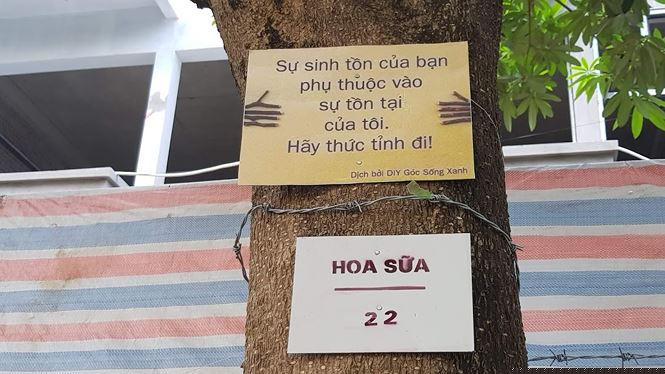 Sự sinh tồn của bạn
phụ thuộc vào
sự tồn tại
của tôi.
Hãy thức tỉnh đi!
Dịch bởi DIY Góc Sống Xanh
HOA SỮA
22